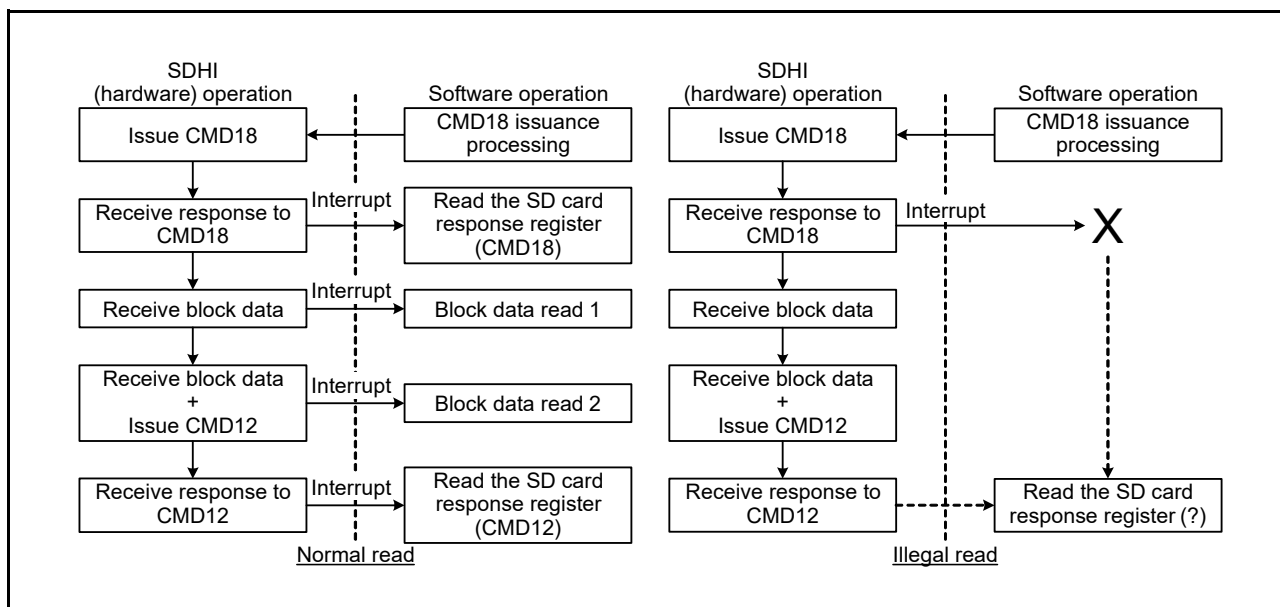 SDHI
(hardware) operation
Software operation
Issue CMD18
CMD18 issuance
processing
Receive response to
CMD18
Interrupt
Read the SD card
response register
(CMD18)
Receive block data
Interrupt
Block data read 1
Receive block data
+
Issue CMD12
Interrupt
Block data read 2
Receive response to
CMD12
Interrupt
Read the SD card
response register
(CMD12)
Normal read
SDHI
(hardware) operation
Software operation
Issue CMD18
CMD18 issuance
processing
Receive response to
CMD18
Interrupt
X
Receive block data
Receive block data
+
Issue CMD12
Receive response to
CMD12
Read the SD card
response register (?)
Illegal read